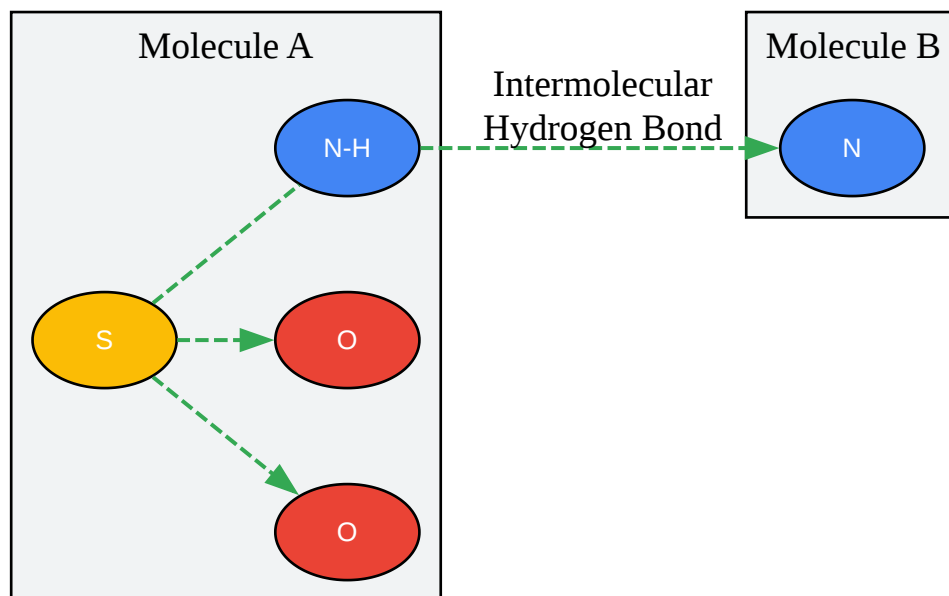 Molecule A
Molecule B
Intermolecular
Hydrogen Bond
N-H
N
S
O
O